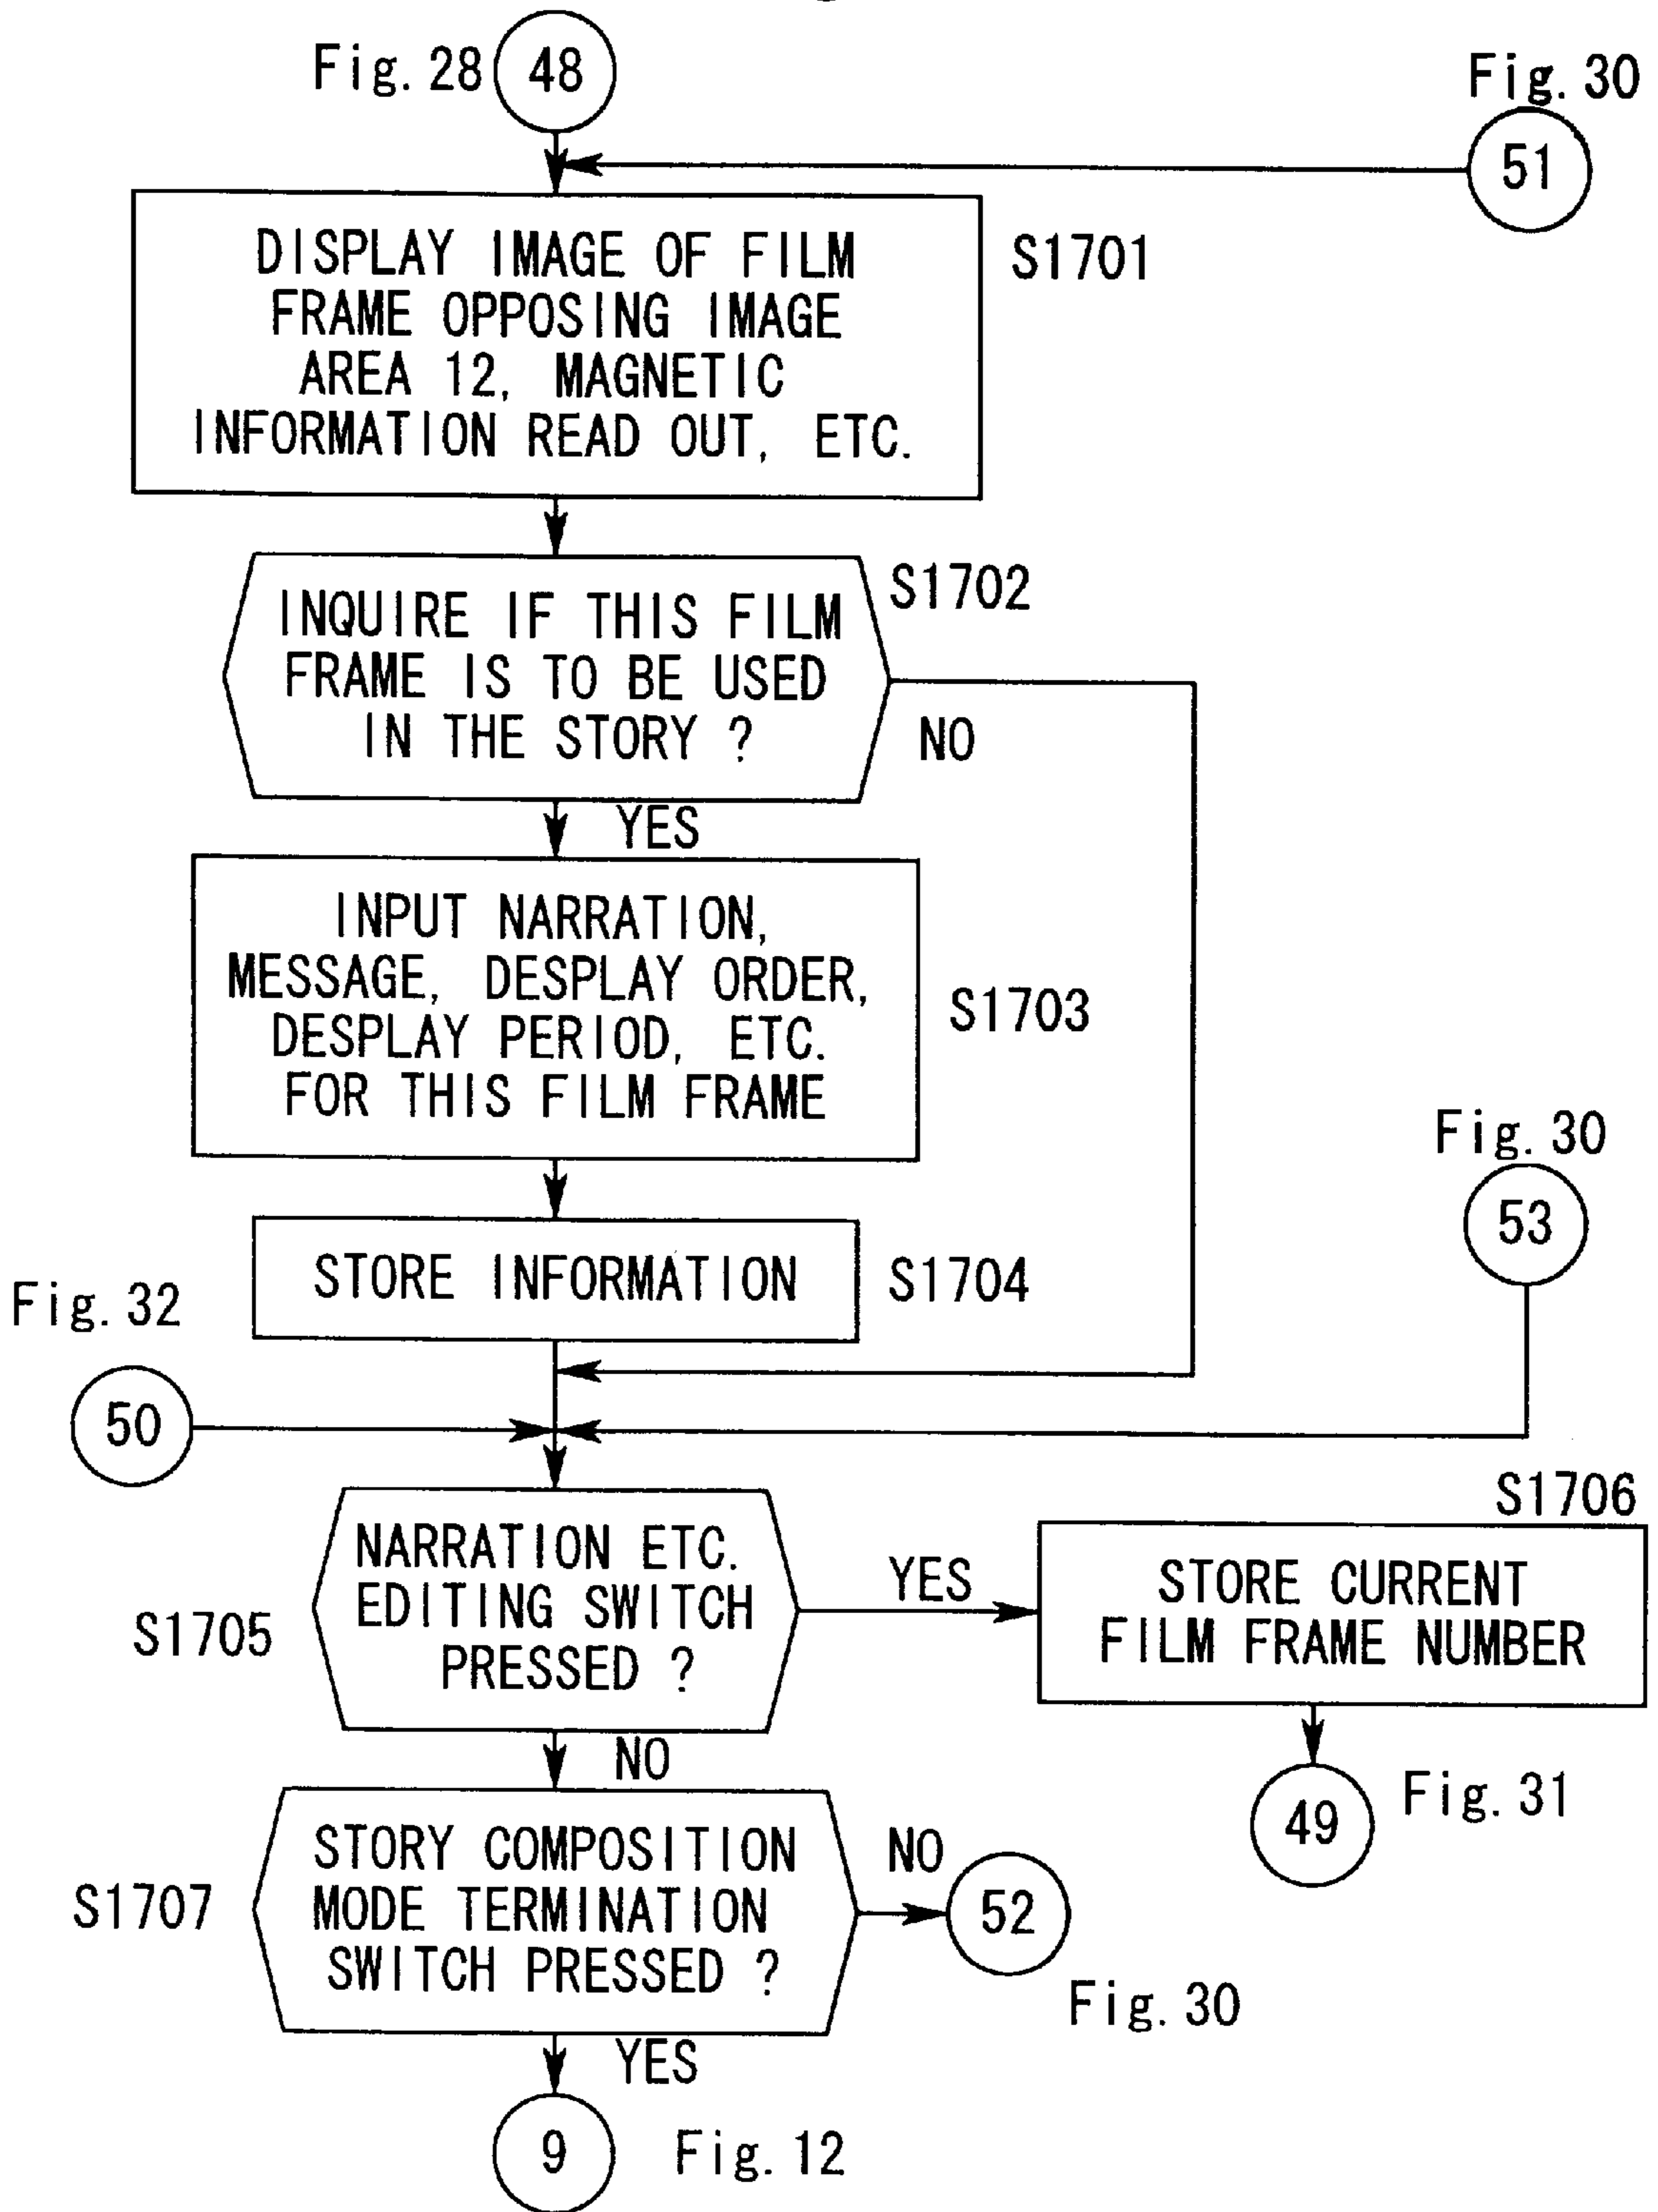 Fig. 28
48
Fig. 30
51
DISPLAY IMAGE OF FILM
FRAME OPPOSING IMAGE
AREA 12, MAGNETIC
INFORMATION READ OUT, ETC.
S1701
INQUIRE IF THIS FILM
FRAME IS TO BE USED
IN THE STORY ?
S1702
NO
YES
INPUT NARRATION,
MESSAGE, DESPLAY ORDER,
DESPLAY PERIOD, ETC.
FOR THIS FILM FRAME
S1703
Fig. 30
53
STORE INFORMATION
S1704
Fig. 32
50
NARRATION ETC.
EDITING SWITCH
PRESSED ?
S1705
YES
S1706
STORE CURRENT
FILM FRAME NUMBER
NO
49
Fig. 31
STORY COMPOSITION
MODE TERMINATION
SWITCH PRESSED ?
S1707
NO
52
Fig. 30
YES
9
Fig. 12